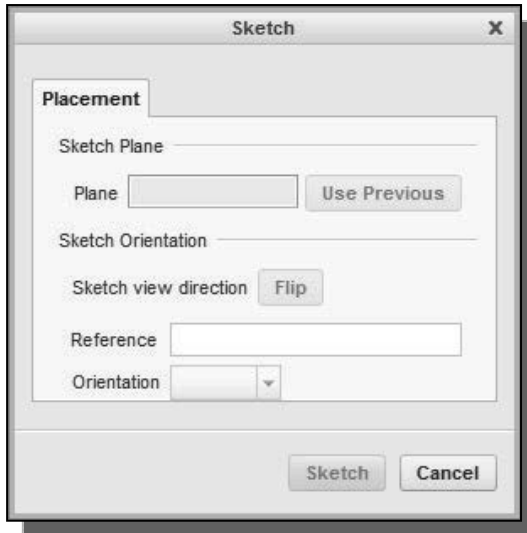 Sketch
Placement
Sketch Plane
Plane Use Previous
Sketch Orientation
Sketch view direction Flip
Reference
Orientation
Sketch Cancel